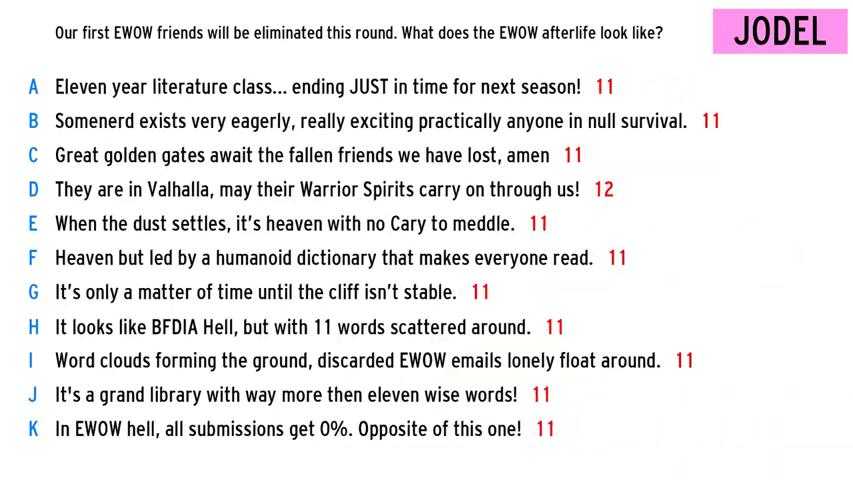 Our first EWOW friends will be eliminated this round. What does the EWOW afterlife look like?
JODEL
A Eleven year literature class... ending JUST in time for next season! 11
B Somenerd exists very eagerly, really exciting practically anyone in null survival. 11
C Great golden gates await the fallen friends we have lost, amen 11
D They are in Valhalla, may their Warrior Spirits carry on through us! 12
E When the dust settles, it's heaven with no Cary to meddle. 11
F Heaven but led by a humanoid dictionary that makes everyone read. 11
G It's only a matter of time until the cliff isn't stable. 11
H It looks like BFDIA Hell, but with 11 words scattered around. 11
I Word clouds forming the ground, discarded EWOW emails lonely float around. 11
J It's a grand library with way more then eleven wise words! 11
K In EWOW hell, all submissions get 0%. Opposite of this one! 11